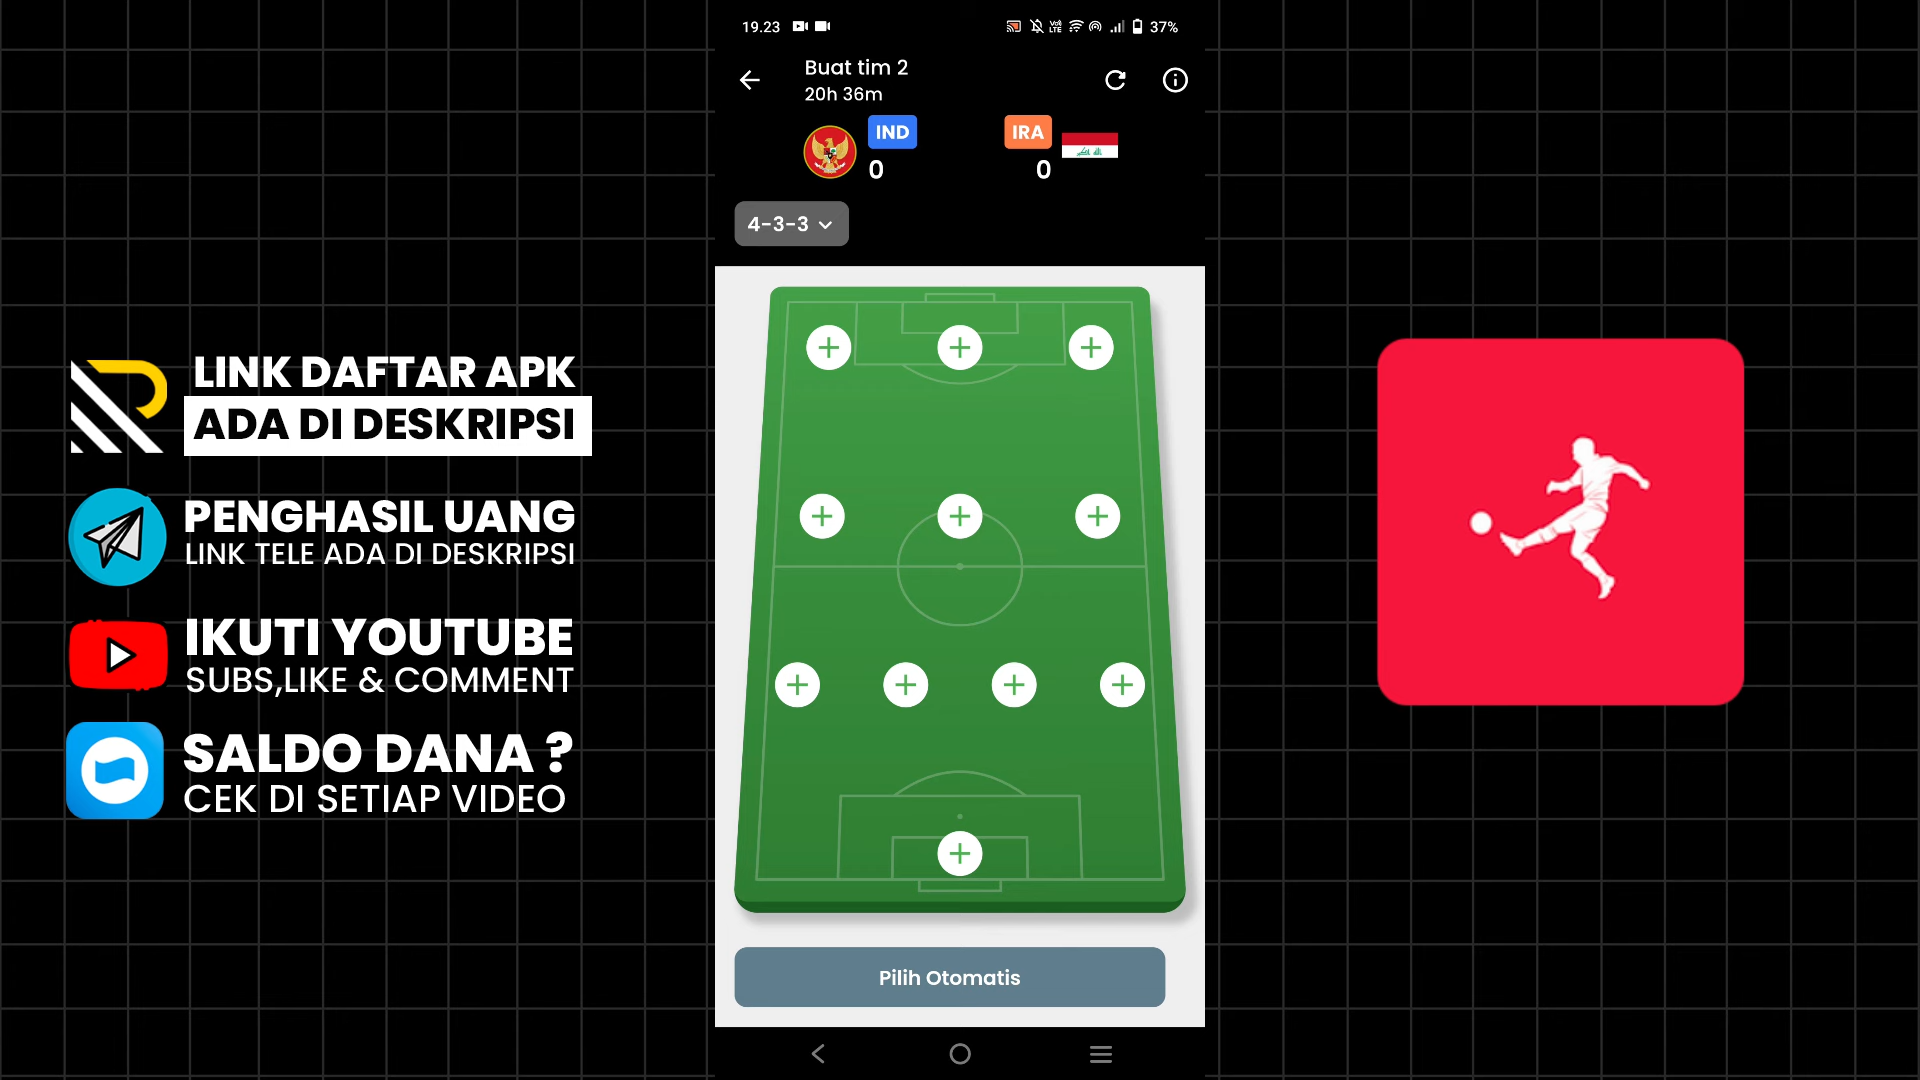 19.23
VoLTE
37%
Buat tim 2
20h 36m
IND
0
IRA
0
4-3-3
Pilih Otomatis
LINK DAFTAR APK
ADA DI DESKRIPSI
PENGHASIL UANG
LINK TELE ADA DI DESKRIPSI
IKUTI YOUTUBE
SUBS,LIKE & COMMENT
SALDO DANA ?
CEK DI SETIAP VIDEO